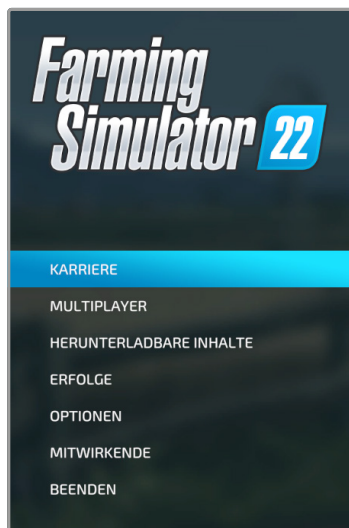 Farming
Simulator 22
KARRIERE
MULTIPLAYER
HERUNTERLADBARE INHALTE
ERFOLGE
OPTIONEN
MITWIRKENDE
BEENDEN